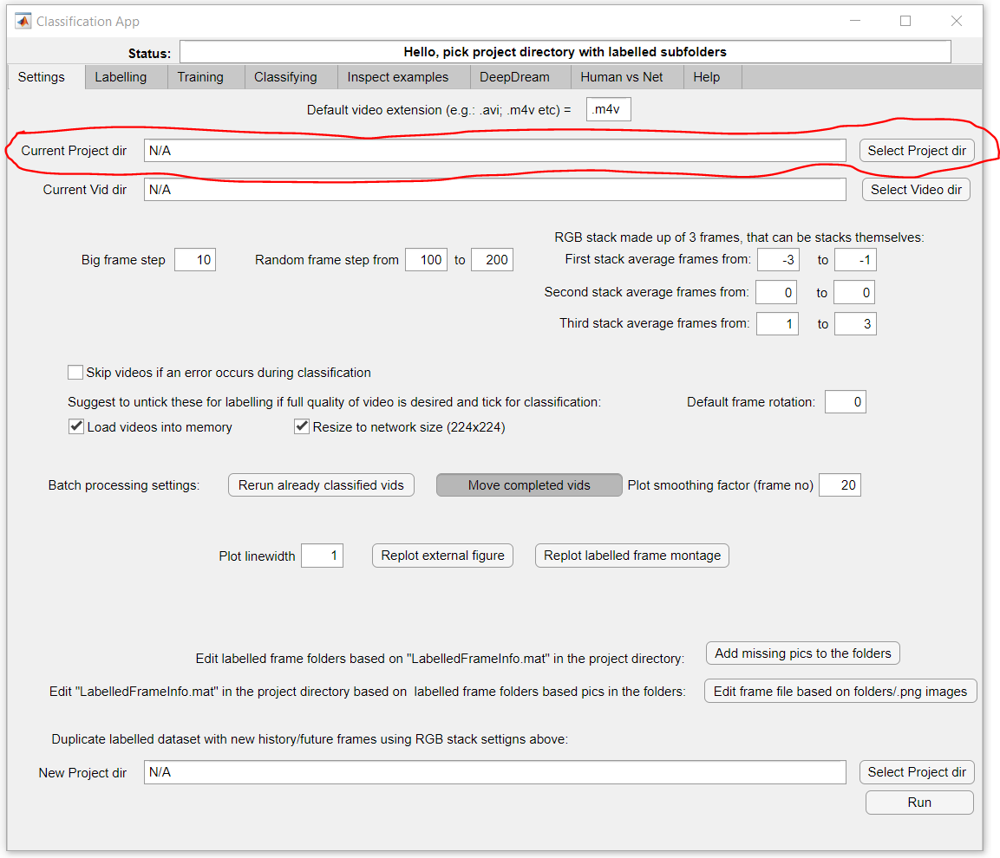 Classification App
Status: Hello, pick project directory with labelled subfolders
Settings Labelling Training Classifying Inspect examples DeepDream Human vs Net Help
Default video extension (e.g.: .avi; .m4v etc) = .m4v
Current Project dir N/A Select Project dir
Current Vid dir N/A Select Video dir
RGB stack made up of 3 frames, that can be stacks themselves:
Big frame step 10 Random frame step from 100 to 200 First stack average frames from: -3 to -1
Second stack average frames from: 0 to 0
Third stack average frames from: 1 to 3
Skip videos if an error occurs during classification
Suggest to untick these for labelling if full quality of video is desired and tick for classification: Default frame rotation: 0
Load videos into memory Resize to network size (224x224)
Batch processing settings: Rerun already classified vids Move completed vids Plot smoothing factor (frame no) 20
Plot linewidth 1 Replot external figure Replot labelled frame montage
Edit labelled frame folders based on "LabelledFrameInfo.mat" in the project directory: Add missing pics to the folders
Edit "LabelledFrameInfo.mat" in the project directory based on labelled frame folders based pics in the folders: Edit frame file based on folders/.png images
Duplicate labelled dataset with new history/future frames using RGB stack settigns above:
New Project dir N/A Select Project dir
Run